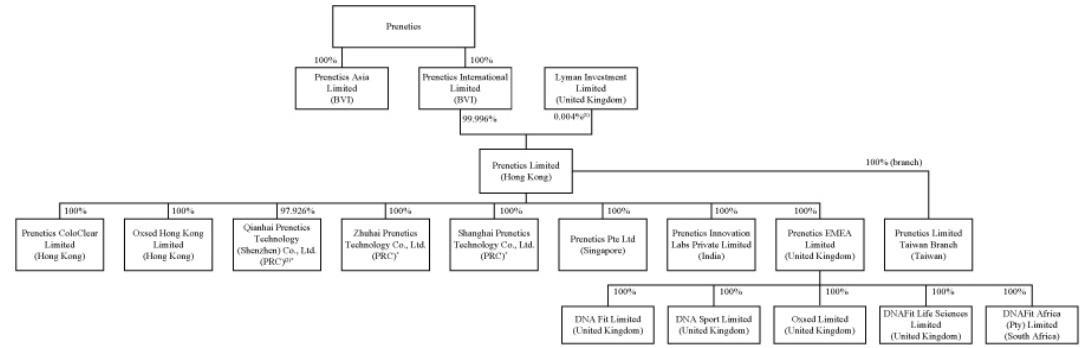 Prenetics
100%
100%
Prenetics Asia
Limited
(BVI)
Prenetics International
Limited
(BVI)
Lyman Investment
Limited
(United Kingdom)
99.996%
0.004%⁽¹⁾
Prenetics Limited
(Hong Kong)
100% (branch)
100%
100%
97.926%
100%
100%
100%
100%
100%
Prenetics ColoClear
Limited
(Hong Kong)
Oxsed Hong Kong
Limited
(Hong Kong)
Qianhai Prenetics
Technology
(Shenzhen) Co., Ltd.
(PRC)⁽²⁾*
Zhuhai Prenetics
Technology Co., Ltd.
(PRC)*
Shanghai Prenetics
Technology Co., Ltd.
(PRC)*
Prenetics Pte Ltd
(Singapore)
Prenetics Innovation
Labs Private Limited
(India)
Prenetics EMEA
Limited
(United Kingdom)
Prenetics Limited
Taiwan Branch
(Taiwan)
100%
100%
100%
100%
100%
DNA Fit Limited
(United Kingdom)
DNA Sport Limited
(United Kingdom)
Oxsed Limited
(United Kingdom)
DNAFit Life Sciences
Limited
(United Kingdom)
DNAFit Africa
(Pty) Limited
(South Africa)